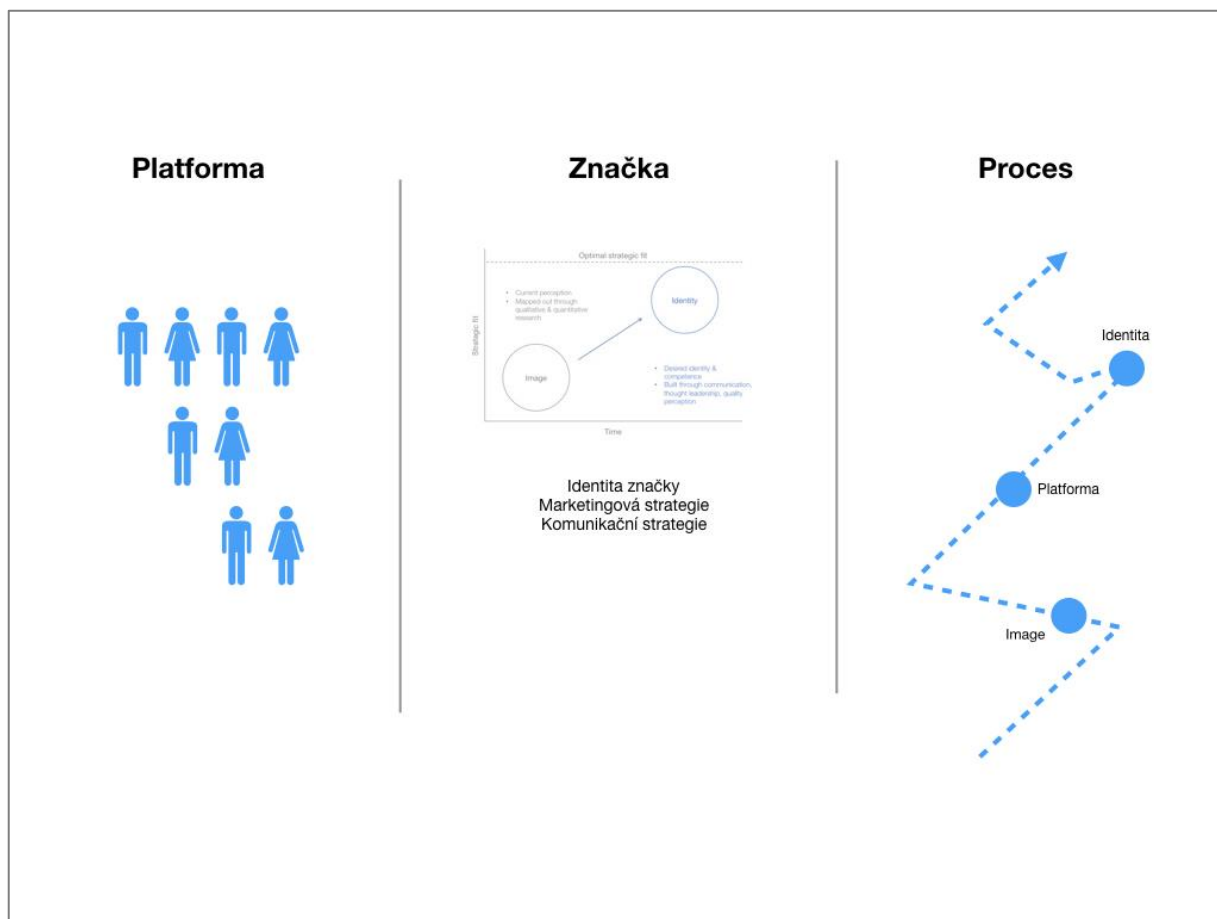 Platforma
Značka
Optimal strategic fit
• Current perception
• Mapped out through
qualitative & quantitative
research
Identity
Strategic fit
Image
• Desired identity &
competence
• Built through communication,
thought leadership, quality
perception
Time
Identita značky
Marketingová strategie
Komunikační strategie
Proces
Identita
Platforma
Image